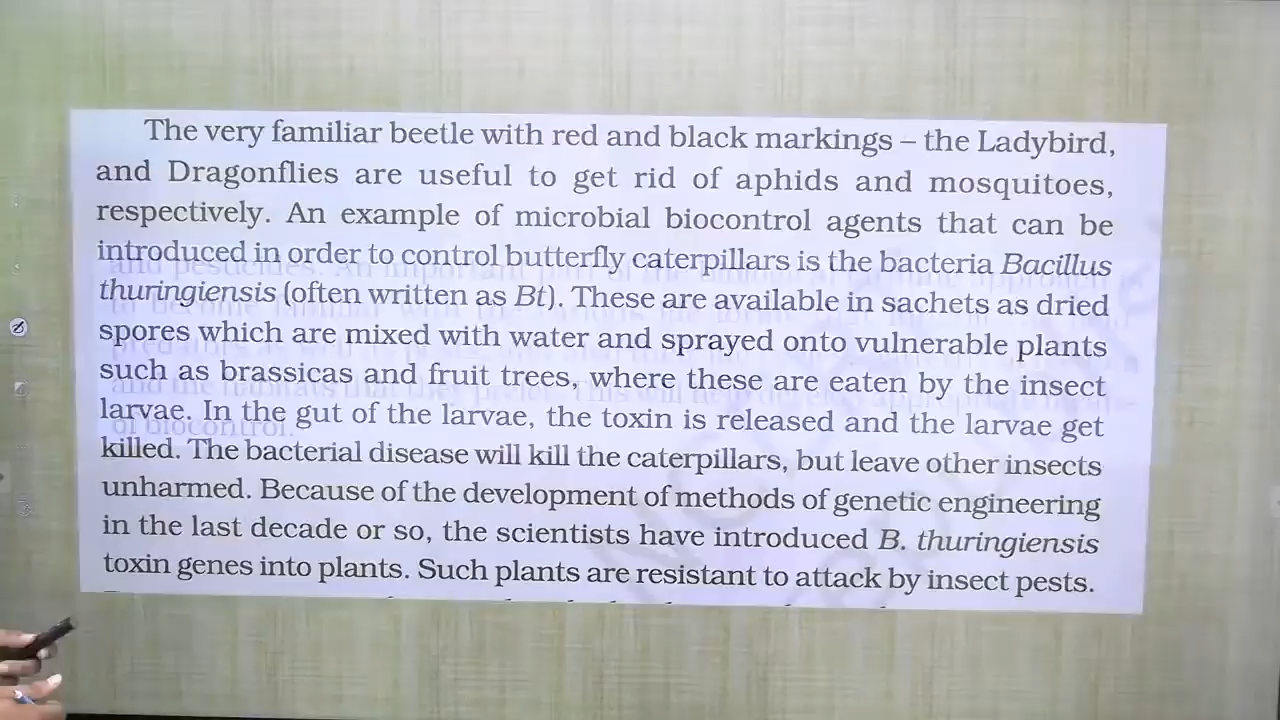 The very familiar beetle with red and black markings – the Ladybird,
and Dragonflies are useful to get rid of aphids and mosquitoes,
respectively. An example of microbial biocontrol agents that can be
introduced in order to control butterfly caterpillars is the bacteria Bacillus
thuringiensis (often written as Bt). These are available in sachets as dried
spores which are mixed with water and sprayed onto vulnerable plants
such as brassicas and fruit trees, where these are eaten by the insect
larvae. In the gut of the larvae, the toxin is released and the larvae get
killed. The bacterial disease will kill the caterpillars, but leave other insects
unharmed. Because of the development of methods of genetic engineering
in the last decade or so, the scientists have introduced B. thuringiensis
toxin genes into plants. Such plants are resistant to attack by insect pests.